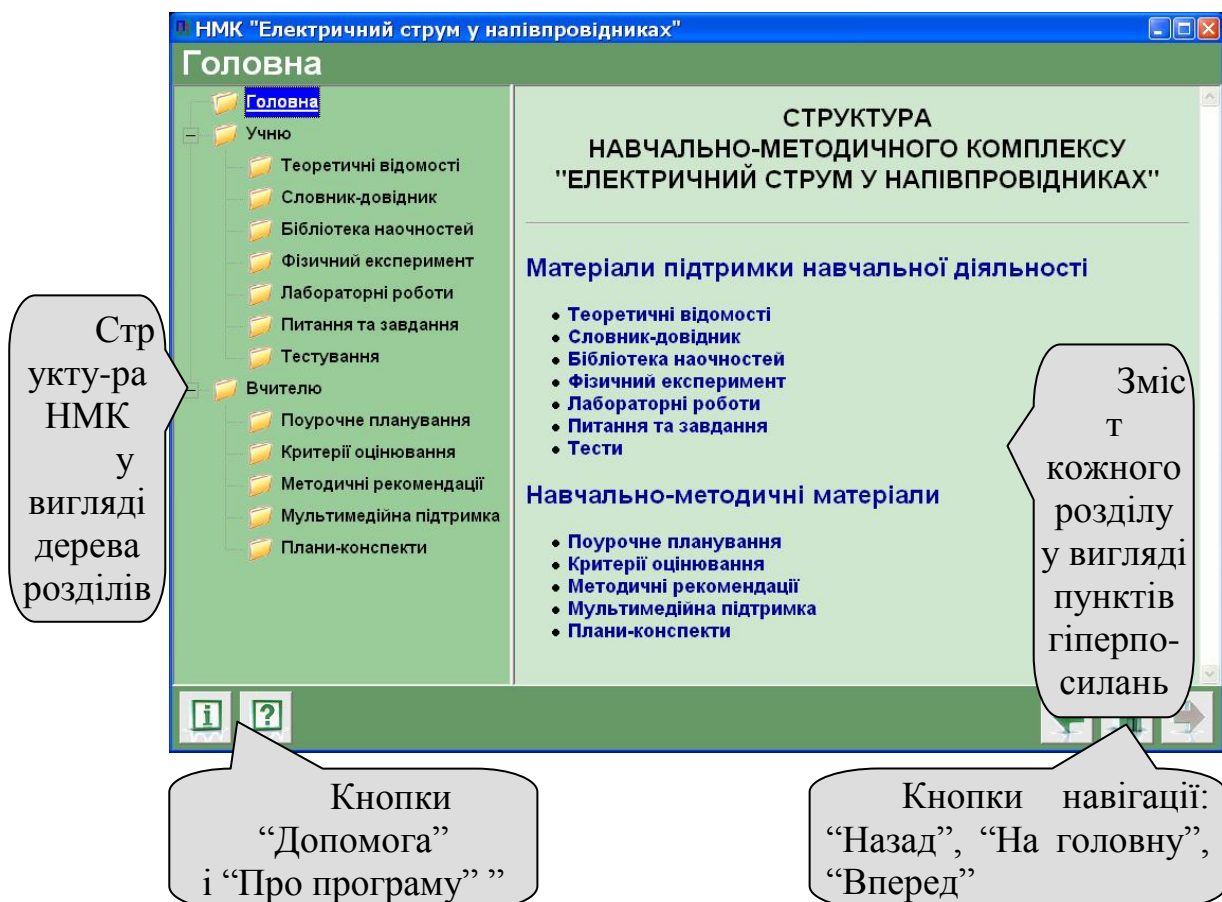 НМК "Електричний струм у напівпровідниках"
Головна
Головна
Учню
Теоретичні відомості
Словник-довідник
Бібліотека наочностей
Фізичний експеримент
Лабораторні роботи
Питання та завдання
Тестування
Вчителю
Поурочне планування
Критерії оцінювання
Методичні рекомендації
Мультимедійна підтримка
Плани-конспекти
СТРУКТУРА
НАВЧАЛЬНО-МЕТОДИЧНОГО КОМПЛЕКСУ
"ЕЛЕКТРИЧНИЙ СТРУМ У НАПІВПРОВІДНИКАХ"
Матеріали підтримки навчальної діяльності
• Теоретичні відомості
• Словник-довідник
• Бібліотека наочностей
• Фізичний експеримент
• Лабораторні роботи
• Питання та завдання
• Тести
Навчально-методичні матеріали
• Поурочне планування
• Критерії оцінювання
• Методичні рекомендації
• Мультимедійна підтримка
• Плани-конспекти
Стр
укту-ра
НМК
у
вигляді
дерева
розділів
Зміс
т
кожного
розділу
у вигляді
пунктів
гіперпо-
силань
Кнопки
“Допомога”
і “Про програму” ”
Кнопки навігації:
“Назад”, “На головну”,
“Вперед”